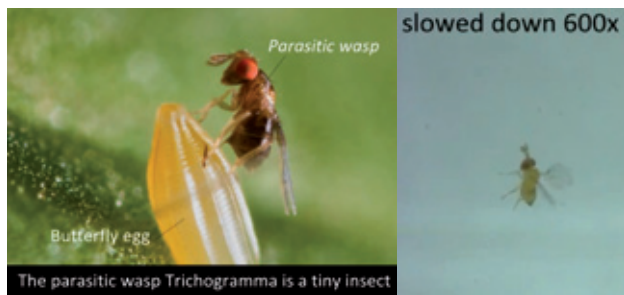 Parasitic wasp
Butterfly egg
The parasitic wasp Trichogramma is a tiny insect
slowed down 600x